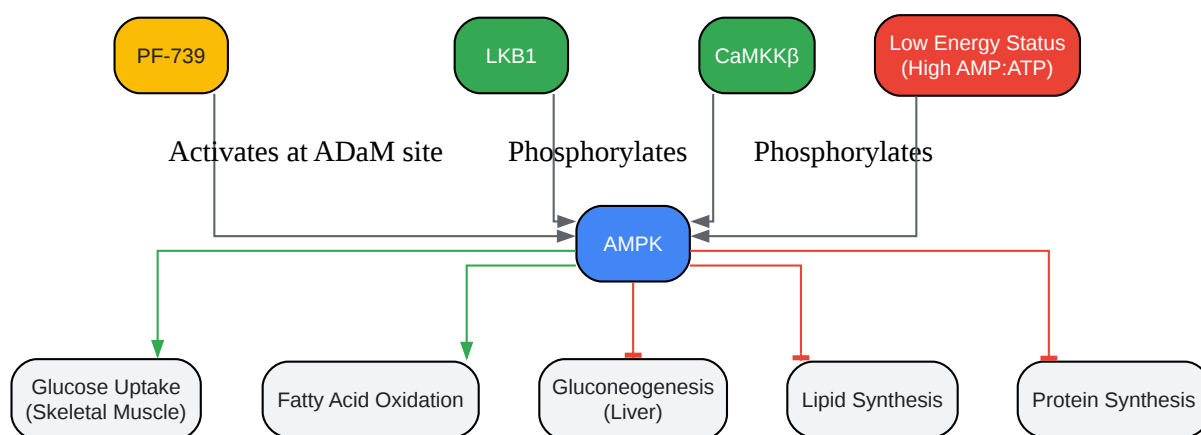 PF-739
LKB1
CaMKKβ
Low Energy Status
(High AMP:ATP)
Activates at ADaM site
Phosphorylates
Phosphorylates
AMPK
Glucose Uptake
(Skeletal Muscle)
Fatty Acid Oxidation
Gluconeogenesis
(Liver)
Lipid Synthesis
Protein Synthesis